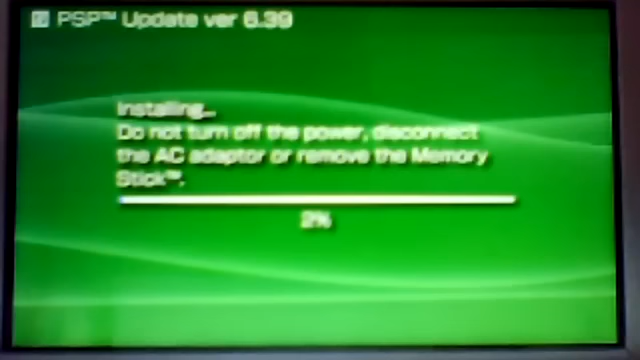 PSP™ Update ver 6.39
Installing...
Do not turn off the power, disconnect
the AC adaptor or remove the Memory
Stick™.
2%